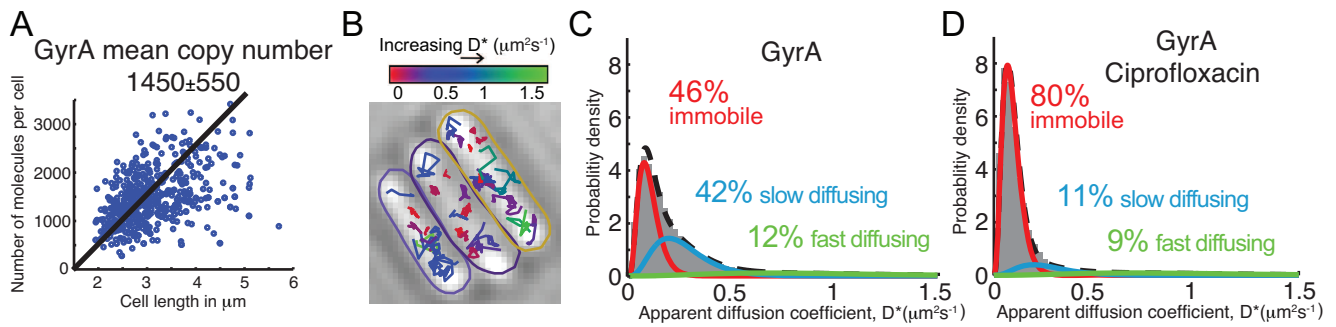 A
GyrA mean copy number
1450±550
Number of molecules per cell
3000
2000
1000
0
2
3
4
5
6
Cell length in μm
B
Increasing D* (μm²s⁻¹)
0
0.5
1
1.5
C
GyrA
Probablitiy density
8
6
4
2
0
46%
immobile
42% slow diffusing
12% fast diffusing
0
0.5
1
1.5
Apparent diffusion coefficient, D*(μm²s⁻¹)
D
GyrA
Ciprofloxacin
Probablitiy density
8
6
4
2
0
80%
immobile
11% slow diffusing
9% fast diffusing
0
0.5
1
1.5
Apparent diffusion coefficient, D*(μm²s⁻¹)